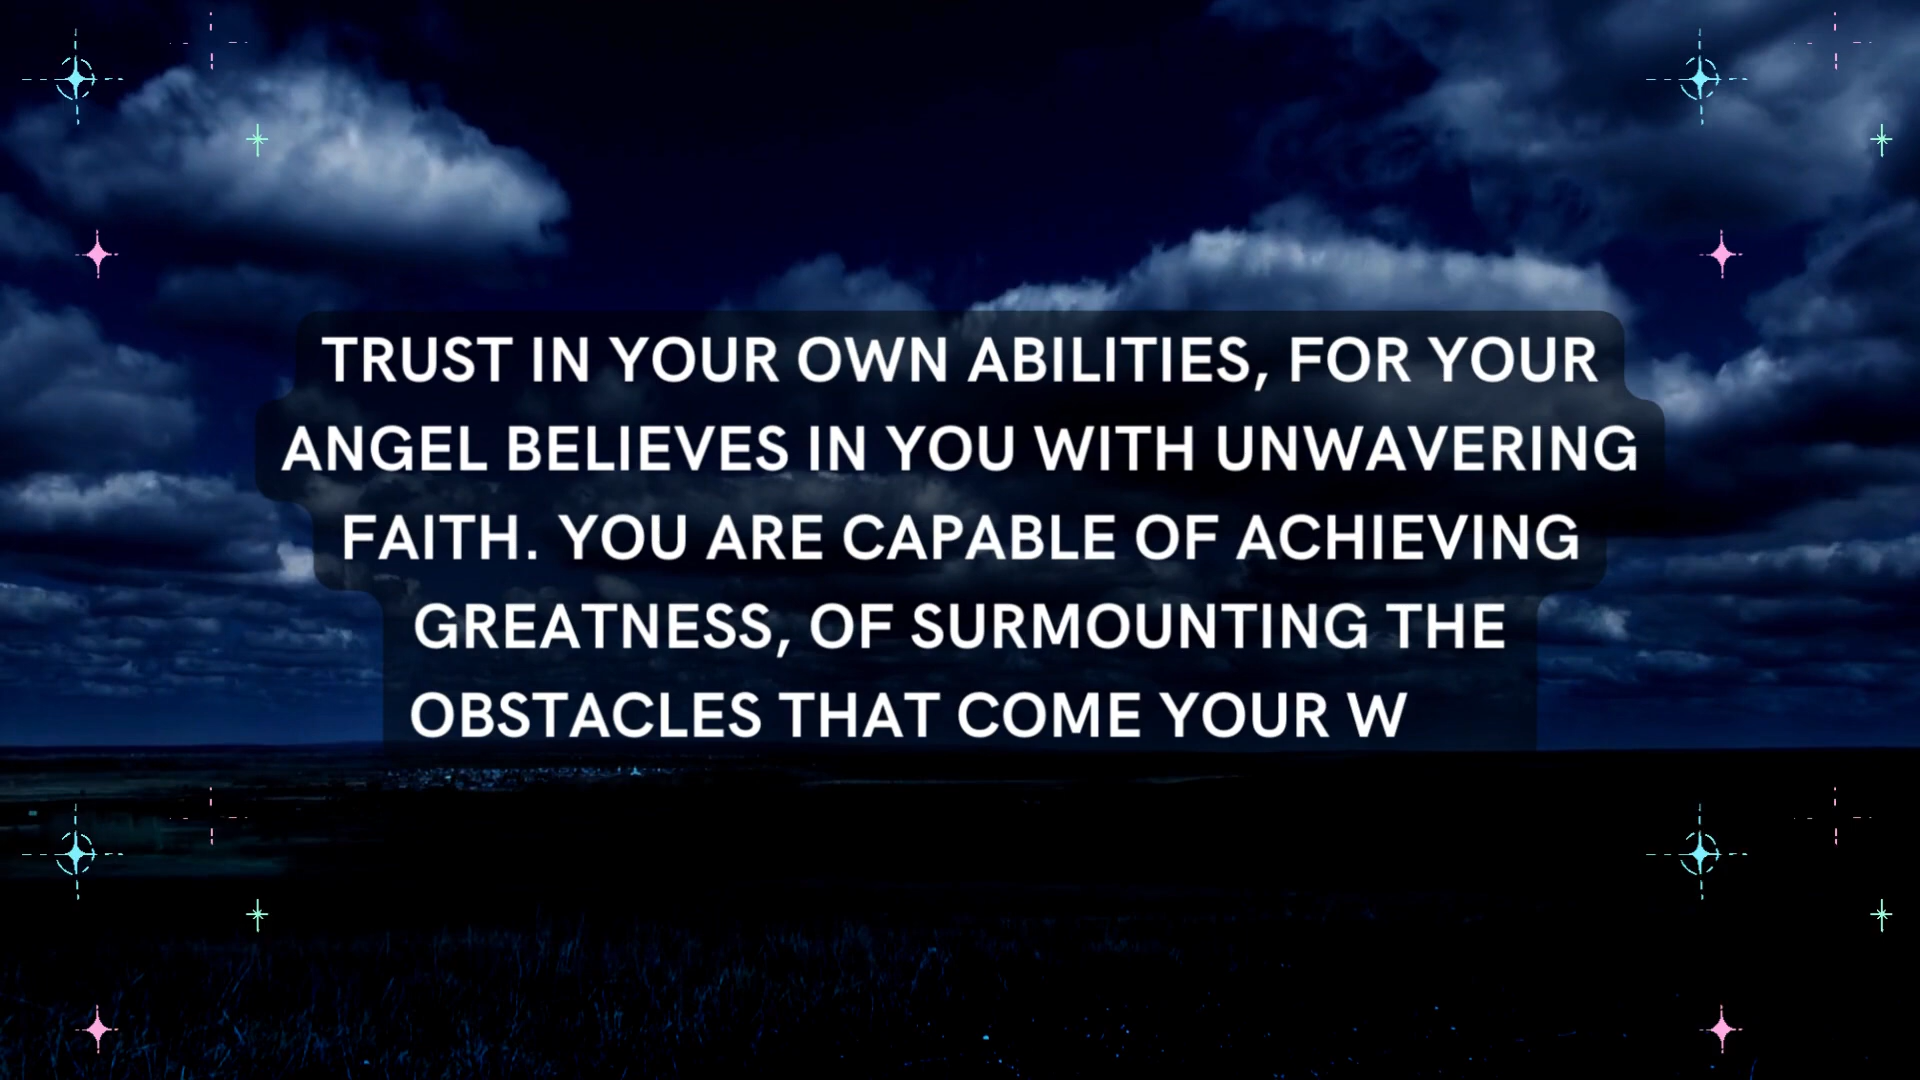 TRUST IN YOUR OWN ABILITIES, FOR YOUR
ANGEL BELIEVES IN YOU WITH UNWAVERING
FAITH. YOU ARE CAPABLE OF ACHIEVING
GREATNESS, OF SURMOUNTING THE
OBSTACLES THAT COME YOUR W